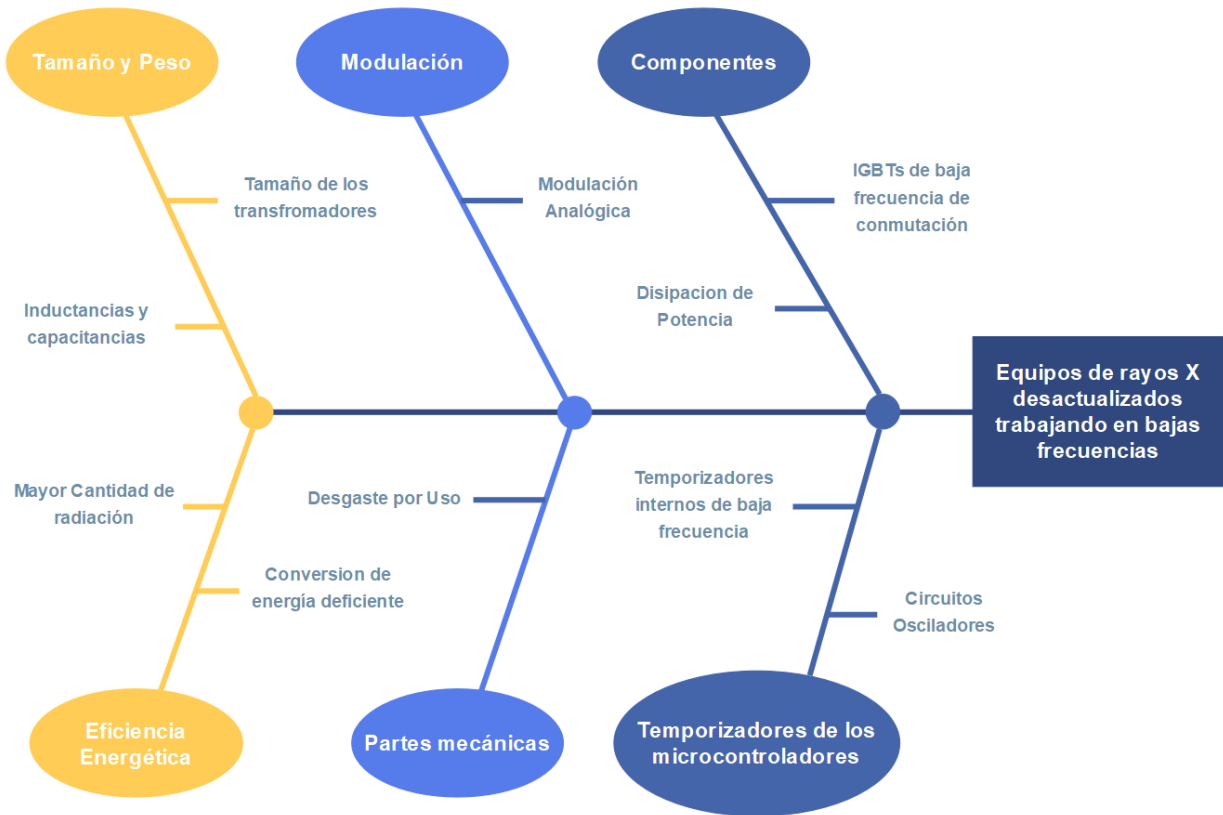 Tamaño y Peso
Modulación
Componentes
Tamaño de los
transfromadores
Modulación
Analógica
IGBTs de baja
frecuencia de
conmutación
Inductancias y
capacitancias
Disipacion de
Potencia
Equipos de rayos X
desactualizados
trabajando en bajas
frecuencias
Mayor Cantidad de
radiación
Desgaste por Uso
Temporizadores
internos de baja
frecuencia
Conversion de
energía deficiente
Circuitos
Osciladores
Eficiencia
Energética
Partes mecánicas
Temporizadores de los
microcontroladores